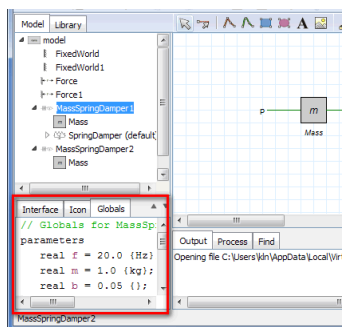 Model Library
model
FixedWorld
FixedWorld1
Force
Force1
MassSpringDamper1
m Mass
SpringDamper (default
MassSpringDamper2
m Mass
A
p m
Mass
Interface Icon Globals
// Globals for MassSp
parameters
real f = 20.0 {Hz}
real m = 1.0 {kg};
real b = 0.05 {};
Output Process Find
Opening file C:\Users\kln\AppData\Local\Vir
MassSpringDamper2